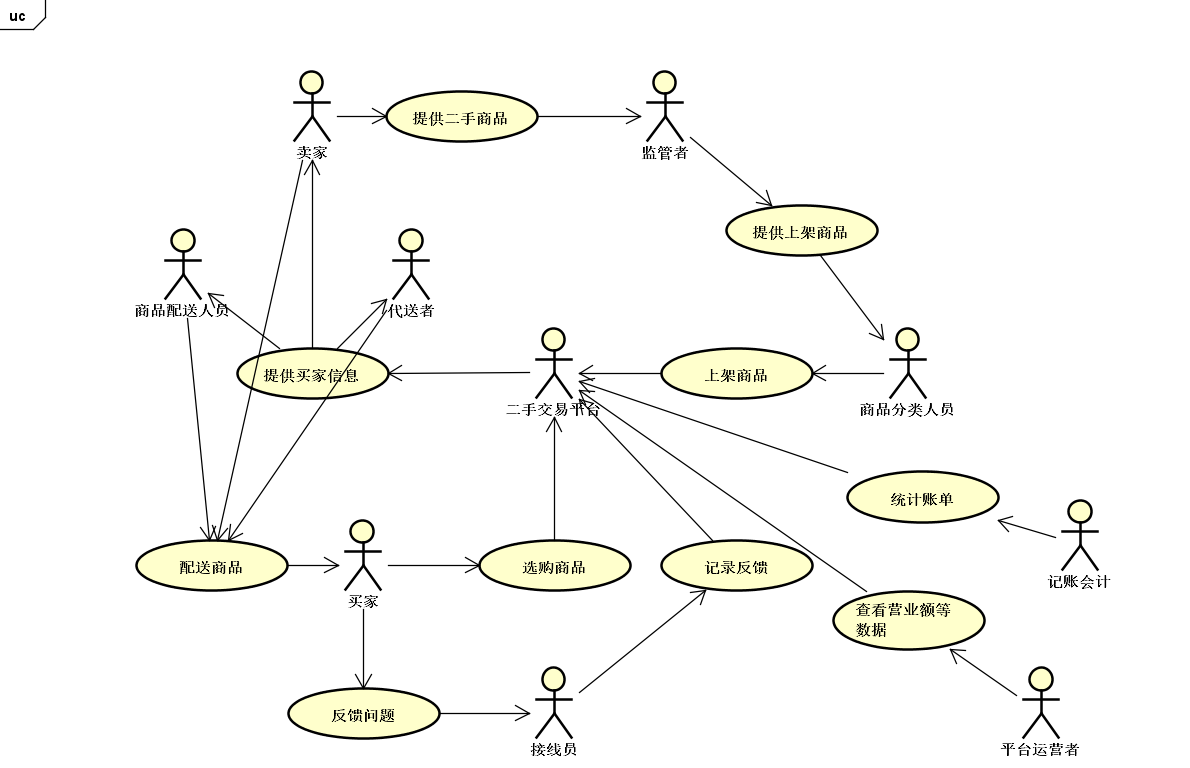 uc
提供二手商品
卖家
监管者
提供上架商品
商品配送人员
代送者
提供买家信息
上架商品
二手交易平台
商品分类人员
统计账单
配送商品
选购商品
记录反馈
记账会计
买家
查看营业额等
数据
反馈问题
接线员
平台运营者